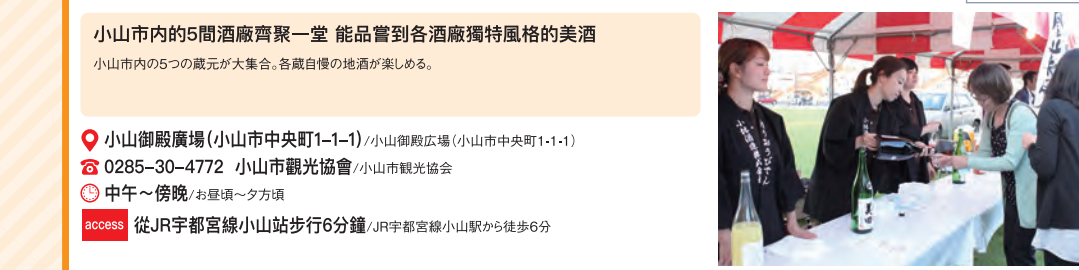 小山市内的5間酒廠齊聚一堂 能品嘗到各酒廠獨特風格的美酒
小山市内の5つの蔵元が大集合。各蔵自慢の地酒が楽しめる。
小山御殿廣場(小山市中央町1-1-1)/小山御殿広場(小山市中央町1-1-1)
0285-30-4772 小山市觀光協會/小山市観光協会
中午～傍晚/お昼頃～夕方頃
access 從JR宇都宮線小山站步行6分鐘/JR宇都宮線小山駅から徒歩6分